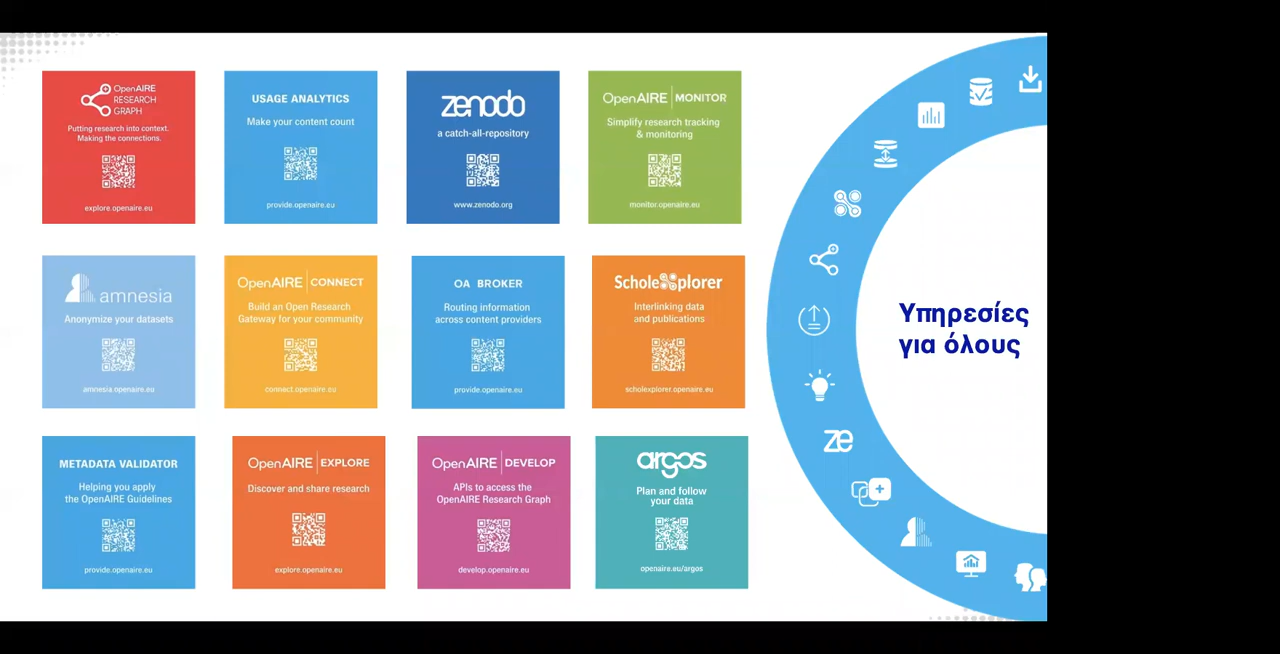 OpenAIRE
RESEARCH
GRAPH
Putting research into context.
Making the connections.
explore.openaire.eu
USAGE ANALYTICS
Make your content count
provide.openaire.eu
zenodo
a catch-all-repository
www.zenodo.org
OpenAIRE | MONITOR
Simplify research tracking
& monitoring
monitor.openaire.eu
amnesia
Anonymize your datasets
amnesia.openaire.eu
OpenAIRE | CONNECT
Build an Open Research
Gateway for your community
connect.openaire.eu
OA BROKER
Routing information
across content providers
provide.openaire.eu
Scholexplorer
Interlinking data
and publications
scholexplorer.openaire.eu
METADATA VALIDATOR
Helping you apply
the OpenAIRE Guidelines
provide.openaire.eu
OpenAIRE | EXPLORE
Discover and share research
explore.openaire.eu
OpenAIRE | DEVELOP
APIs to access the
OpenAIRE Research Graph
develop.openaire.eu
argos
Plan and follow
your data
openaire.eu/argos
ze
Υπηρεσίες
για όλους